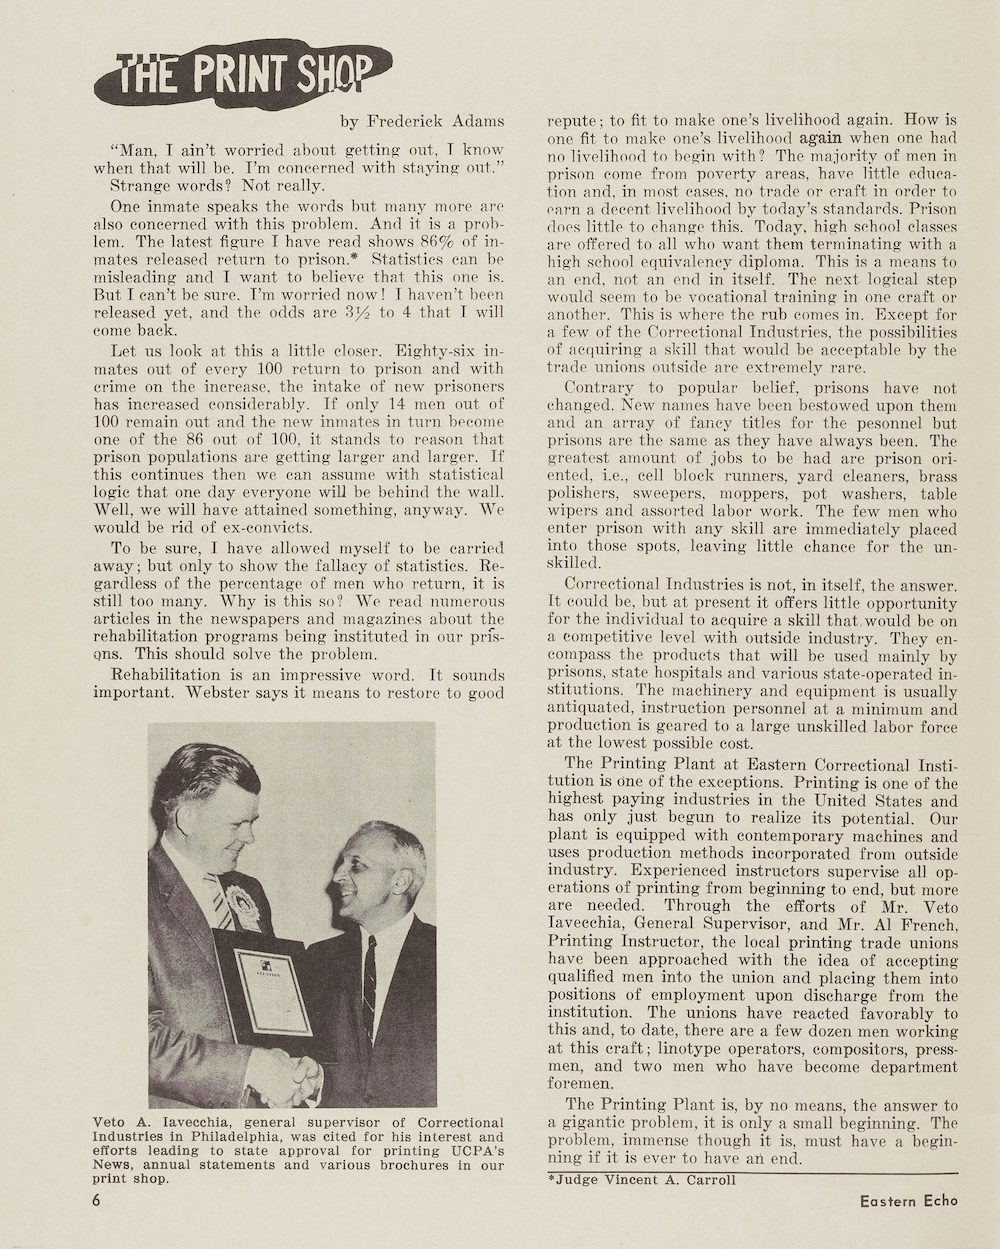 THE PRINT SHOP
by Frederick Adams
“Man, I ain’t worried about getting out, I know
when that will be. I’m concerned with staying out.”
Strange words? Not really.
One inmate speaks the words but many more are
also concerned with this problem. And it is a prob-
lem. The latest figure I have read shows 86% of in-
mates released return to prison.* Statistics can be
misleading and I want to believe that this one is.
But I can’t be sure. I’m worried now! I haven’t been
released yet, and the odds are 3½ to 4 that I will
come back.
Let us look at this a little closer. Eighty-six in-
mates out of every 100 return to prison and with
crime on the increase, the intake of new prisoners
has increased considerably. If only 14 men out of
100 remain out and the new inmates in turn become
one of the 86 out of 100, it stands to reason that
prison populations are getting larger and larger. If
this continues then we can assume with statistical
logic that one day everyone will be behind the wall.
Well, we will have attained something, anyway. We
would be rid of ex-convicts.
To be sure, I have allowed myself to be carried
away; but only to show the fallacy of statistics. Re-
gardless of the percentage of men who return, it is
still too many. Why is this so? We read numerous
articles in the newspapers and magazines about the
rehabilitation programs being instituted in our pris-
ons. This should solve the problem.
Rehabilitation is an impressive word. It sounds
important. Webster says it means to restore to good
ATENTION
Veto A. Iavecchia, general supervisor of Correctional
Industries in Philadelphia, was cited for his interest and
efforts leading to state approval for printing UCPA’s
News, annual statements and various brochures in our
print shop.
repute; to fit to make one’s livelihood again. How is
one fit to make one’s livelihood again when one had
no livelihood to begin with? The majority of men in
prison come from poverty areas, have little educa-
tion and, in most cases, no trade or craft in order to
earn a decent livelihood by today’s standards. Prison
does little to change this. Today, high school classes
are offered to all who want them terminating with a
high school equivalency diploma. This is a means to
an end, not an end in itself. The next logical step
would seem to be vocational training in one craft or
another. This is where the rub comes in. Except for
a few of the Correctional Industries, the possibilities
of acquiring a skill that would be acceptable by the
trade unions outside are extremely rare.
Contrary to popular belief, prisons have not
changed. New names have been bestowed upon them
and an array of fancy titles for the pesonnel but
prisons are the same as they have always been. The
greatest amount of jobs to be had are prison ori-
ented, i.e., cell block runners, yard cleaners, brass
polishers, sweepers, moppers, pot washers, table
wipers and assorted labor work. The few men who
enter prison with any skill are immediately placed
into those spots, leaving little chance for the un-
skilled.
Correctional Industries is not, in itself, the answer.
It could be, but at present it offers little opportunity
for the individual to acquire a skill that would be on
a competitive level with outside industry. They en-
compass the products that will be used mainly by
prisons, state hospitals and various state-operated in-
stitutions. The machinery and equipment is usually
antiquated, instruction personnel at a minimum and
production is geared to a large unskilled labor force
at the lowest possible cost.
The Printing Plant at Eastern Correctional Insti-
tution is one of the exceptions. Printing is one of the
highest paying industries in the United States and
has only just begun to realize its potential. Our
plant is equipped with contemporary machines and
uses production methods incorporated from outside
industry. Experienced instructors supervise all op-
erations of printing from beginning to end, but more
are needed. Through the efforts of Mr. Veto
Iavecchia, General Supervisor, and Mr. Al French,
Printing Instructor, the local printing trade unions
have been approached with the idea of accepting
qualified men into the union and placing them into
positions of employment upon discharge from the
institution. The unions have reacted favorably to
this and, to date, there are a few dozen men working
at this craft; linotype operators, compositors, press-
men, and two men who have become department
foremen.
The Printing Plant is, by no means, the answer to
a gigantic problem, it is only a small beginning. The
problem, immense though it is, must have a begin-
ning if it is ever to have an end.
*Judge Vincent A. Carroll
6
Eastern Echo